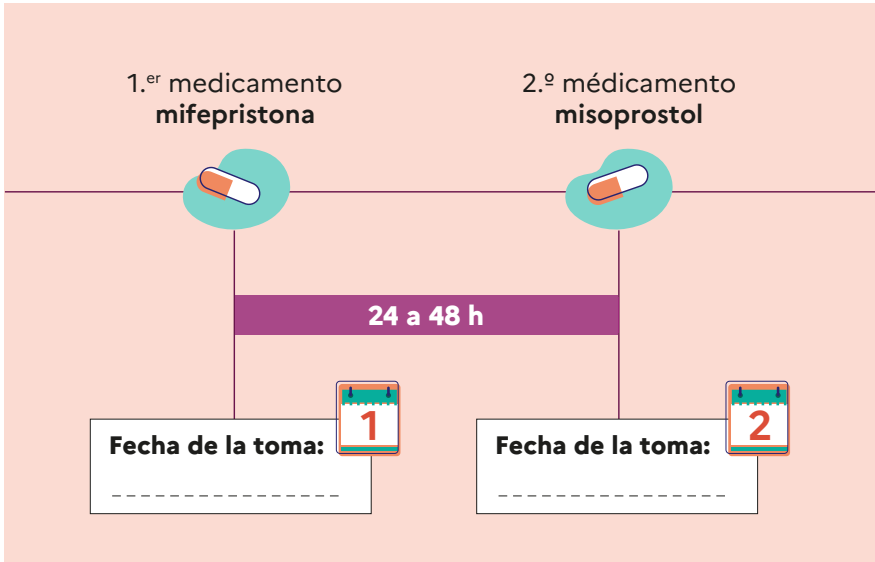 1.er medicamento
mifepristona
2.º médicamento
misoprostol
24 a 48 h
1
Fecha de la toma:
2
Fecha de la toma: